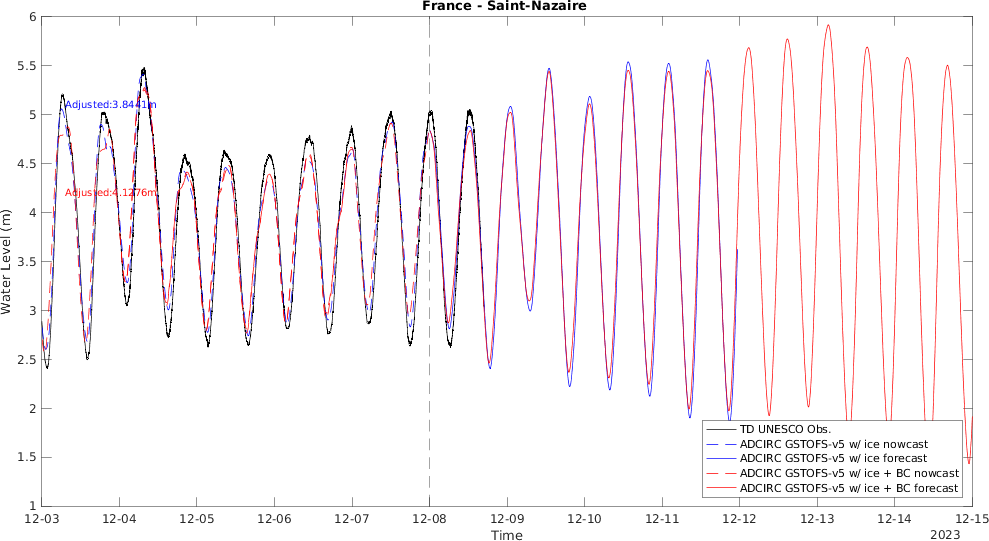 France - Saint-Nazaire
6
5.5
5
4.5
4
3.5
3
2.5
2
1.5
1
Water Level (m)
Adjusted:3.8441m
Adjusted:4.1276m
TD UNESCO Obs.
ADCIRC GSTOFS-v5 w/ ice nowcast
ADCIRC GSTOFS-v5 w/ ice forecast
ADCIRC GSTOFS-v5 w/ ice + BC nowcast
ADCIRC GSTOFS-v5 w/ ice + BC forecast
12-03 12-04 12-05 12-06 12-07 12-08 12-09 12-10 12-11 12-12 12-13 12-14 12-15
Time
2023